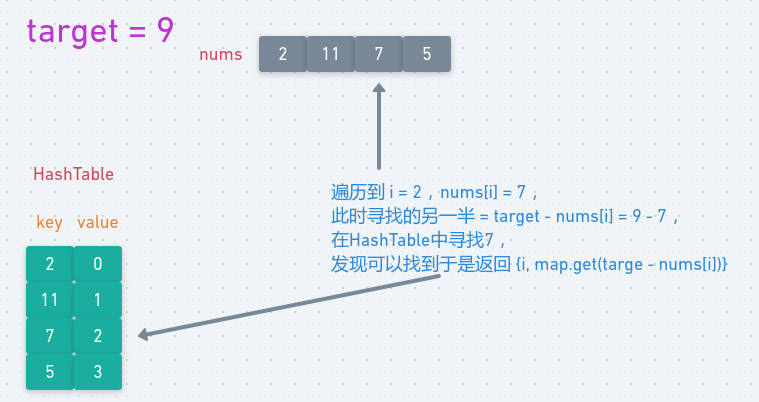 target = 9
nums 2 11 7 5
HashTable
key value
2 0
11 1
7 2
5 3
遍历到 i = 2，nums[i] = 7，
此时寻找的另一半 = target - nums[i] = 9 - 7，
在HashTable中寻找7，
发现可以找到于是返回 {i, map.get(targe - nums[i])}